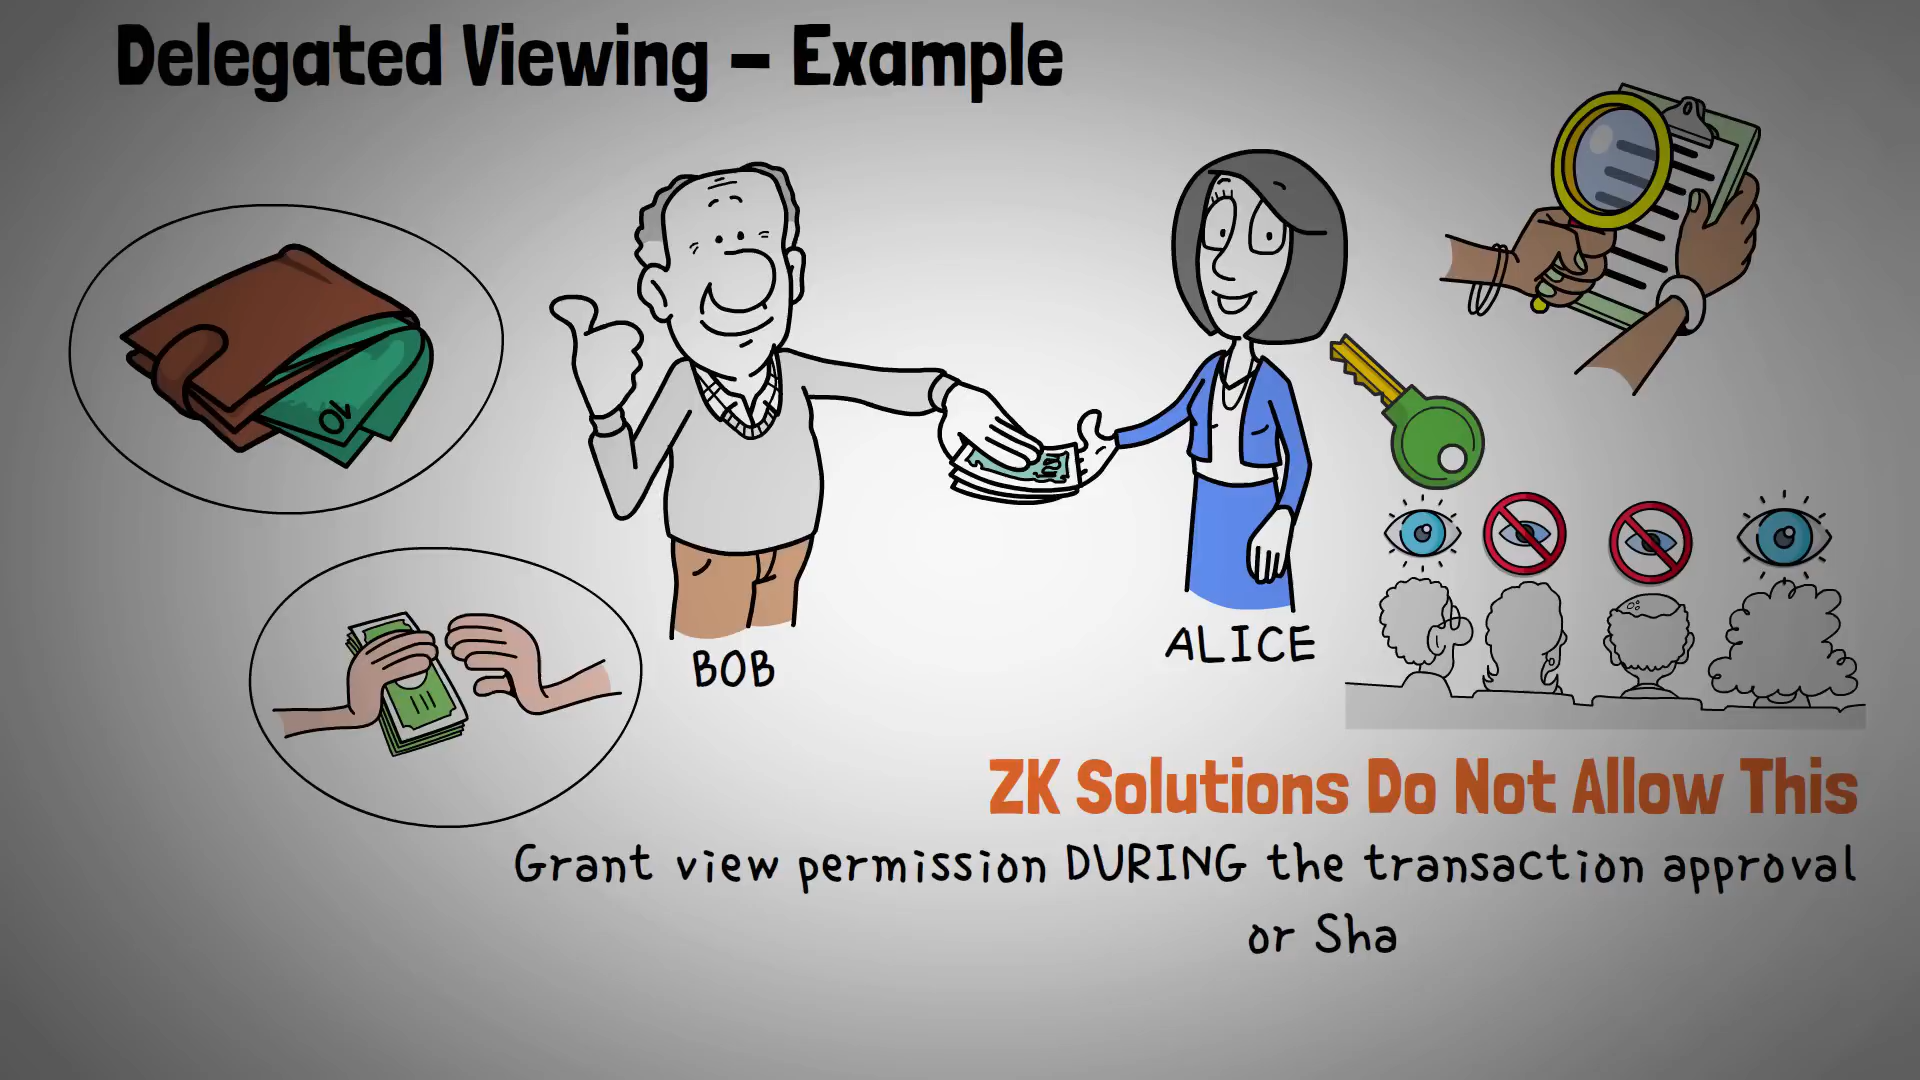 Delegated Viewing - Example
10
BOB
ALICE
ZK Solutions Do Not Allow This
Grant view permission DURING the transaction approval
or Sha